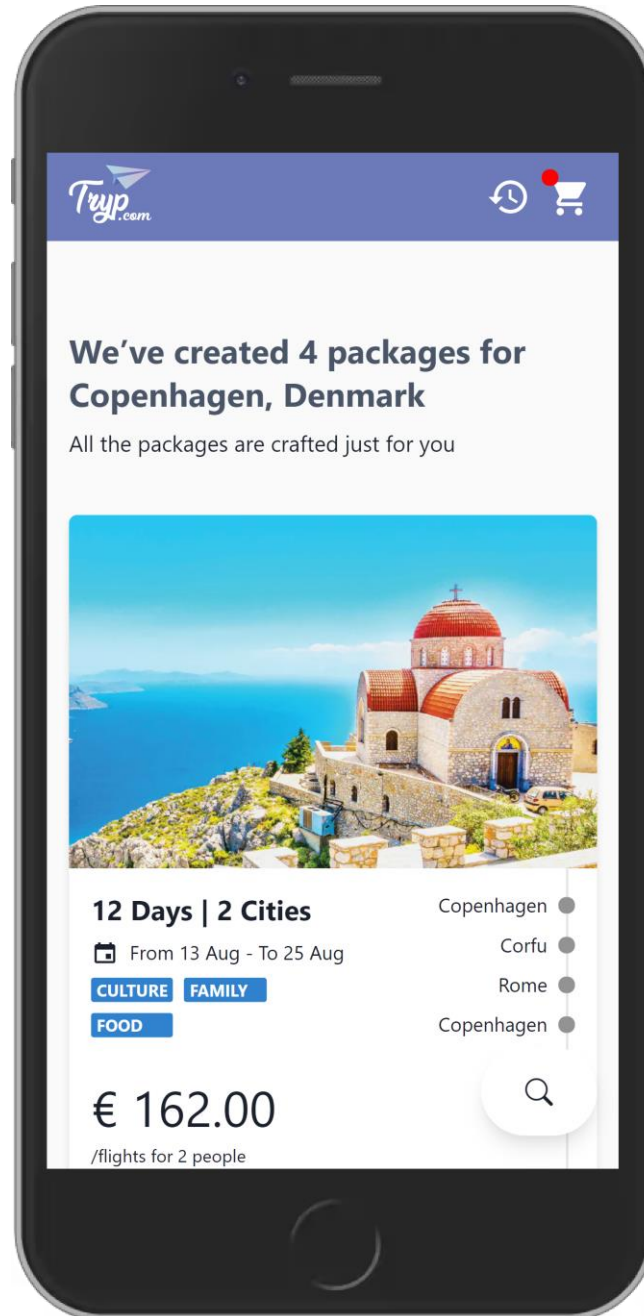 Tryp
.com
We’ve created 4 packages for
Copenhagen, Denmark
All the packages are crafted just for you
12 Days | 2 Cities
From 13 Aug - To 25 Aug
CULTURE FAMILY
FOOD
Copenhagen
Corfu
Rome
Copenhagen
€ 162.00
/flights for 2 people